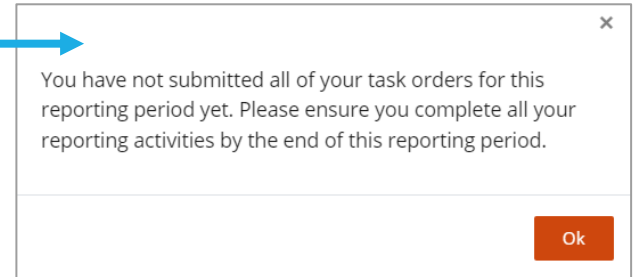 ×
You have not submitted all of your task orders for this
reporting period yet. Please ensure you complete all your
reporting activities by the end of this reporting period.
Ok